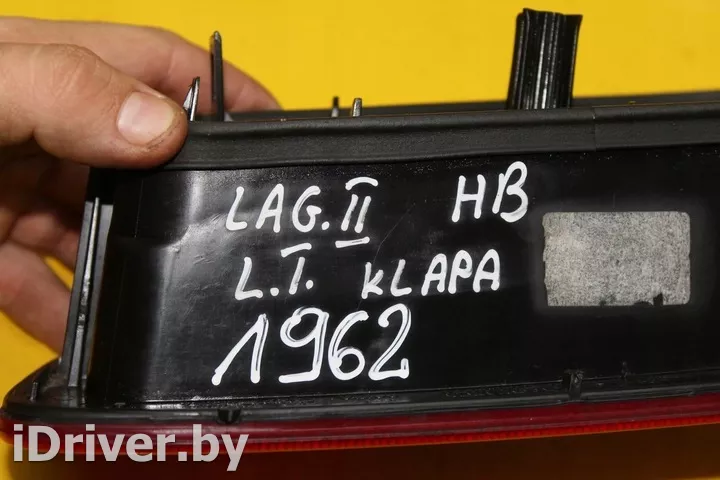 LAG. II HB
L.T. KLAPA
1962
iDriver.by